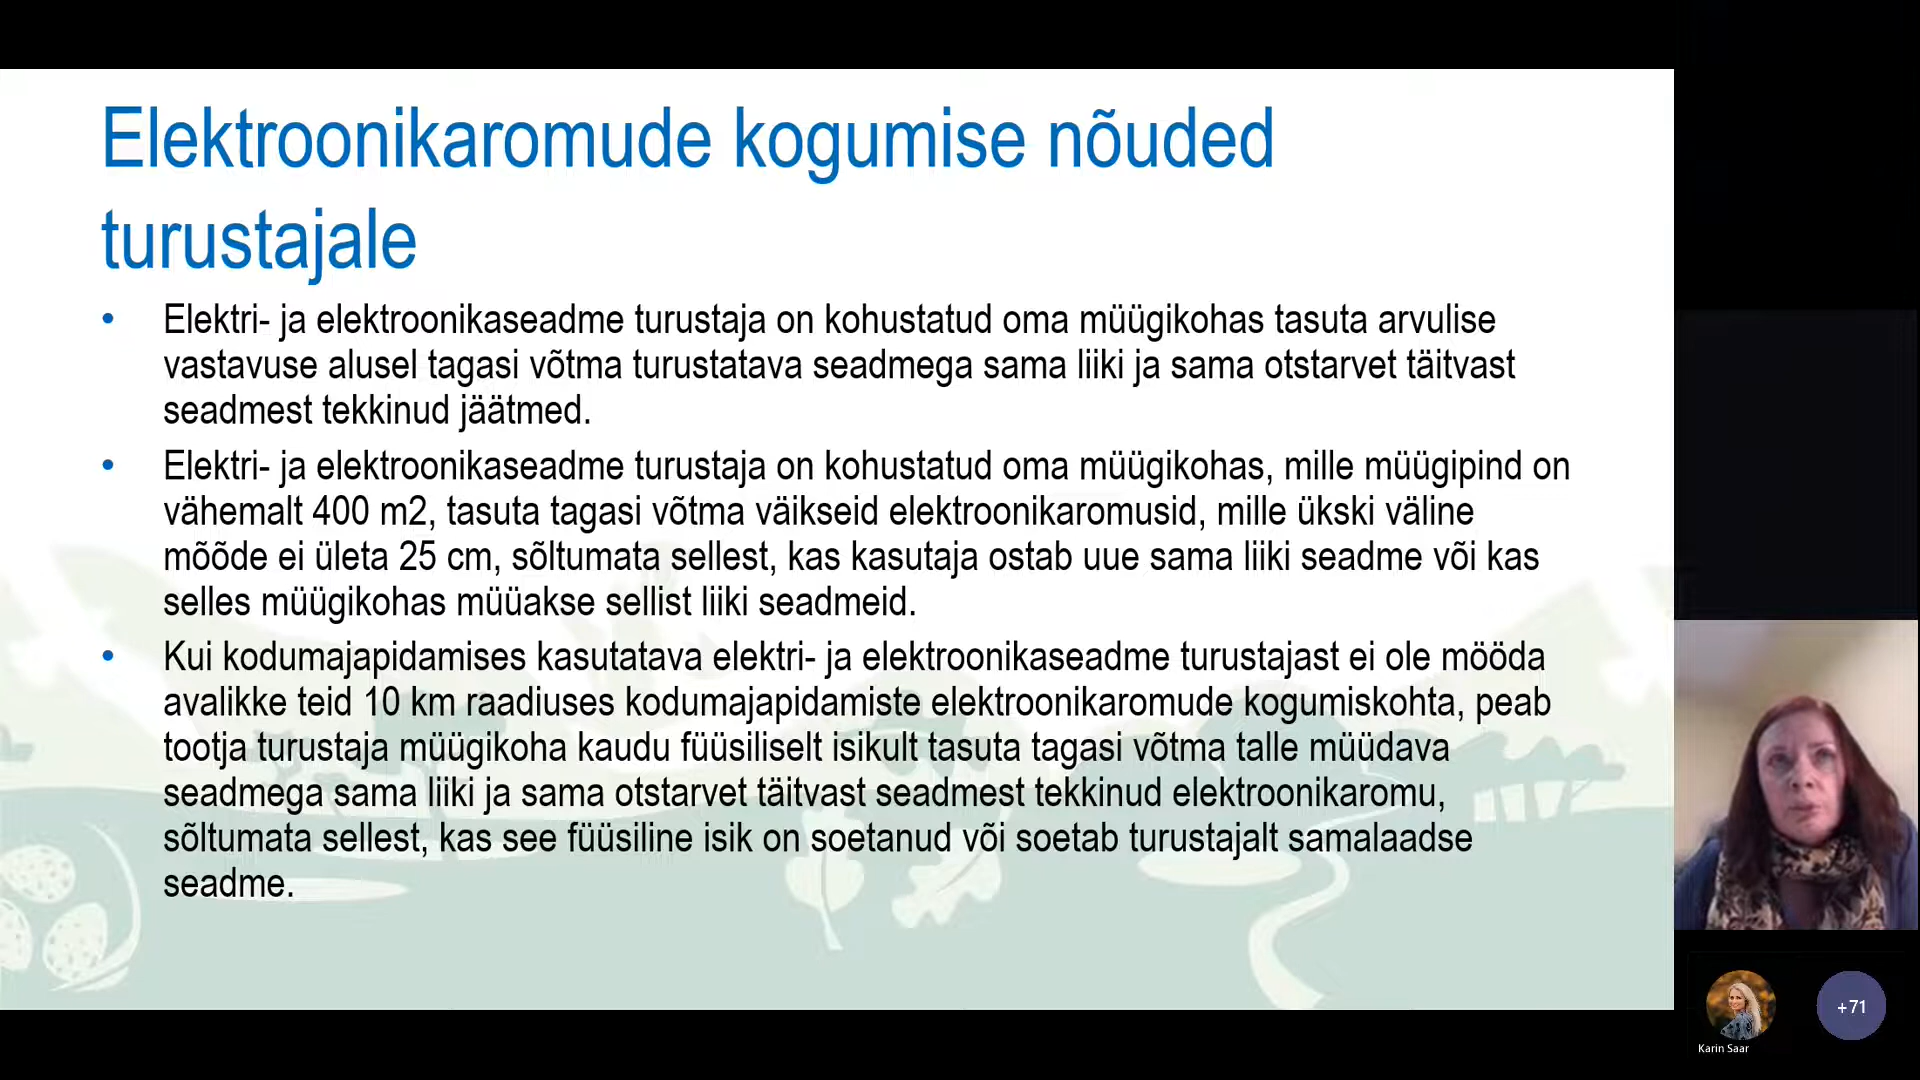 Elektroonikaromude kogumise nõuded
turustajale
• Elektri- ja elektroonikaseadme turustaja on kohustatud oma müügikohas tasuta arvulise
vastavuse alusel tagasi võtma turustatava seadmega sama liiki ja sama otstarvet täitvast
seadmest tekkinud jäätmed.
• Elektri- ja elektroonikaseadme turustaja on kohustatud oma müügikohas, mille müügipind on
vähemalt 400 m2, tasuta tagasi võtma väikseid elektroonikaromusid, mille ükski väline
mõõde ei ületa 25 cm, sõltumata sellest, kas kasutaja ostab uue sama liiki seadme või kas
selles müügikohas müüakse sellist liiki seadmeid.
• Kui kodumajapidamises kasutatava elektri- ja elektroonikaseadme turustajast ei ole mööda
avalikke teid 10 km raadiuses kodumajapidamiste elektroonikaromude kogumiskohta, peab
tootja turustaja müügikoha kaudu füüsiliselt isikult tasuta tagasi võtma talle müüdava
seadmega sama liiki ja sama otstarvet täitvast seadmest tekkinud elektroonikaromu,
sõltumata sellest, kas see füüsiline isik on soetanud või soetab turustajalt samalaadse
seadme.
+71
Karin Saar